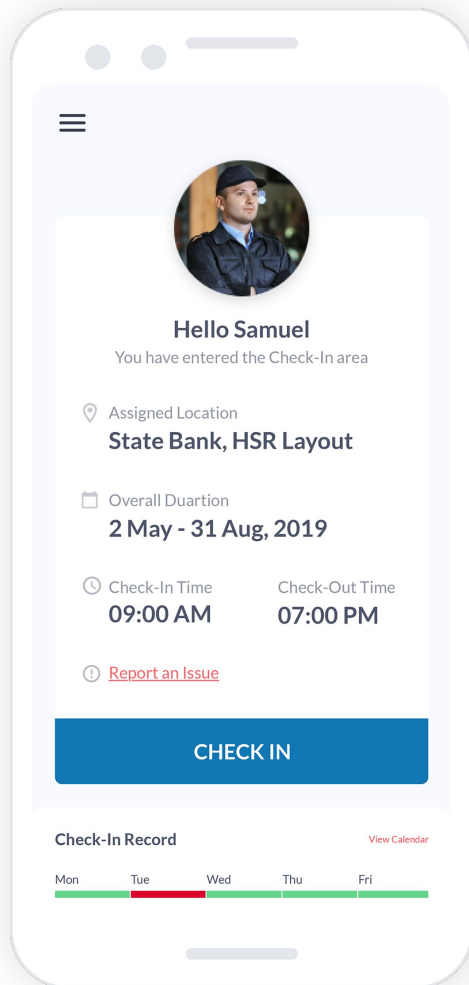 Hello Samuel
You have entered the Check-In area
Assigned Location
State Bank, HSR Layout
Overall Duartion
2 May - 31 Aug, 2019
Check-In Time
Check-Out Time
09:00 AM
07:00 PM
Report an Issue
CHECK IN
Check-In Record
View Calendar
Mon
Tue
Wed
Thu
Fri